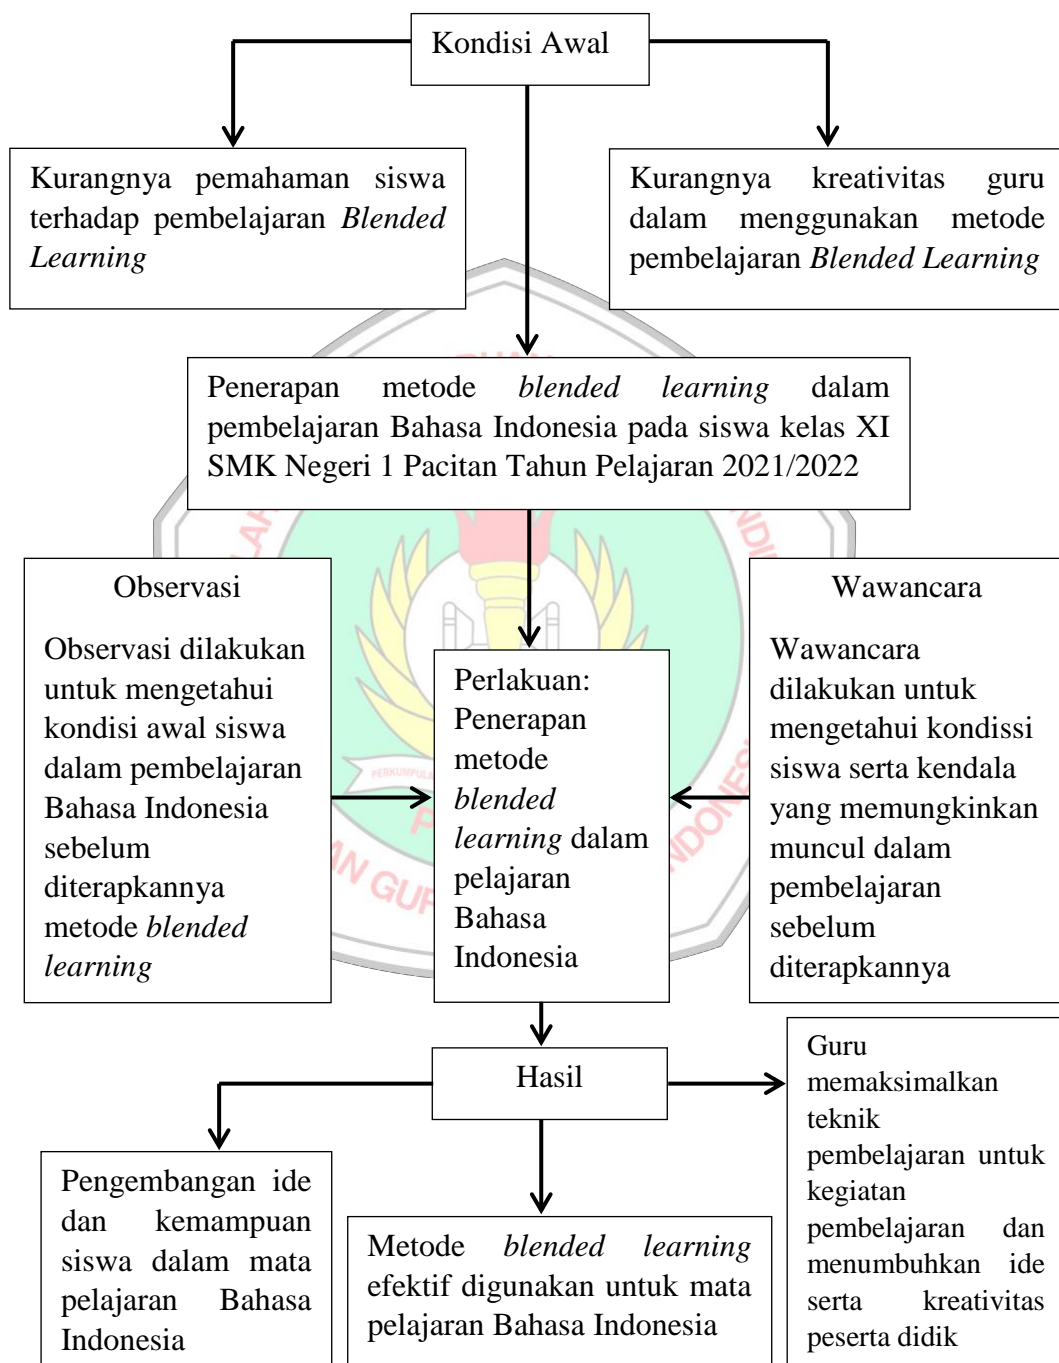 Kondisi Awal
Kurangnya pemahaman siswa
terhadap pembelajaran Blended
Learning
Kurangnya kreativitas guru
dalam menggunakan metode
pembelajaran Blended Learning
Penerapan metode blended learning dalam
pembelajaran Bahasa Indonesia pada siswa kelas XI
SMK Negeri 1 Pacitan Tahun Pelajaran 2021/2022
Observasi
Observasi dilakukan
untuk mengetahui
kondisi awal siswa
dalam pembelajaran
Bahasa Indonesia
sebelum
diterapkannya
metode blended
learning
Perlakuan:
Penerapan
metode
blended
learning dalam
pelajaran
Bahasa
Indonesia
Wawancara
Wawancara
dilakukan untuk
mengetahui kondissi
siswa serta kendala
yang memungkinkan
muncul dalam
pembelajaran
sebelum
diterapkannya
Hasil
Pengembangan ide
dan kemampuan
siswa dalam mata
pelajaran Bahasa
Indonesia
Metode blended learning
efektif digunakan untuk mata
pelajaran Bahasa Indonesia
Guru
memaksimalkan
teknik
pembelajaran untuk
kegiatan
pembelajaran dan
menumbuhkan ide
serta kreativitas
peserta didik